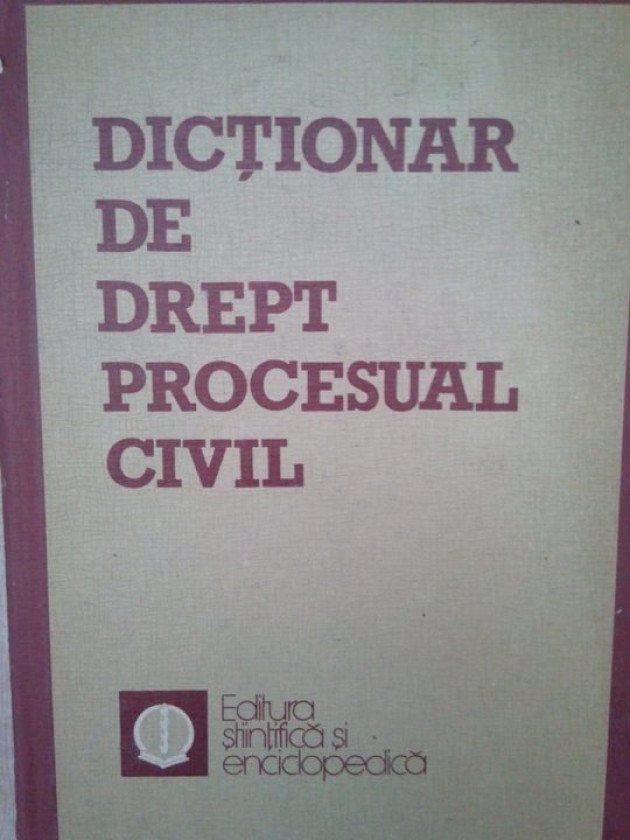 DICȚIONAR
DE
DREPT
PROCESUAL
CIVIL
Editura
științifică și
enciclopedică